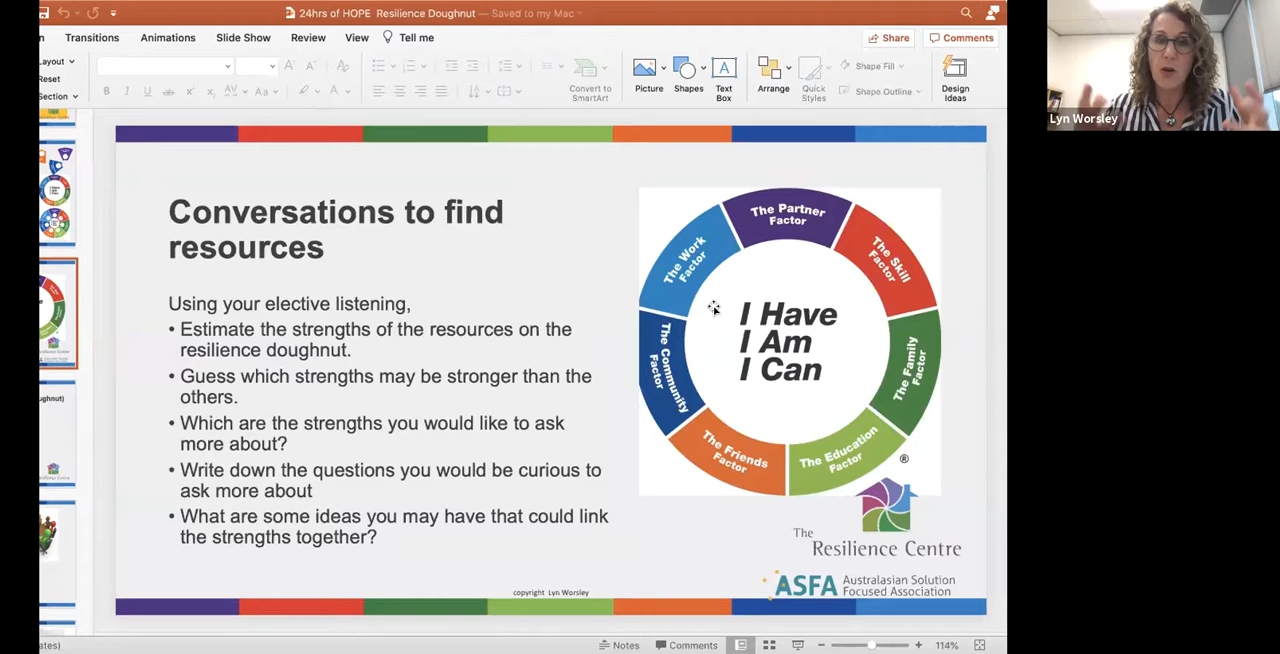 24hrs of HOPE Resilience Doughnut — Saved to my Mac
Transitions
Animations
Slide Show
Review
View
Tell me
Share
Comments
Layout
Reset
Section
Convert to
SmartArt
Picture
Shapes
Text
Box
Arrange
Quick
Styles
Shape Fill
Shape Outline
Design
Ideas
Lyn Worsley
Conversations to find
resources
Using your elective listening,
• Estimate the strengths of the resources on the
resilience doughnut.
• Guess which strengths may be stronger than the
others.
• Which are the strengths you would like to ask
more about?
• Write down the questions you would be curious to
ask more about
• What are some ideas you may have that could link
the strengths together?
The Partner
Factor
The Skill
Factor
The Family
Factor
The Education
Factor
The Friends
Factor
The Community
Factor
The Work
Factor
I Have
I Am
I Can
®
The
Resilience Centre
ASFA
Australasian Solution
Focused Association
copyright Lyn Worsley
Notes
Comments
114%